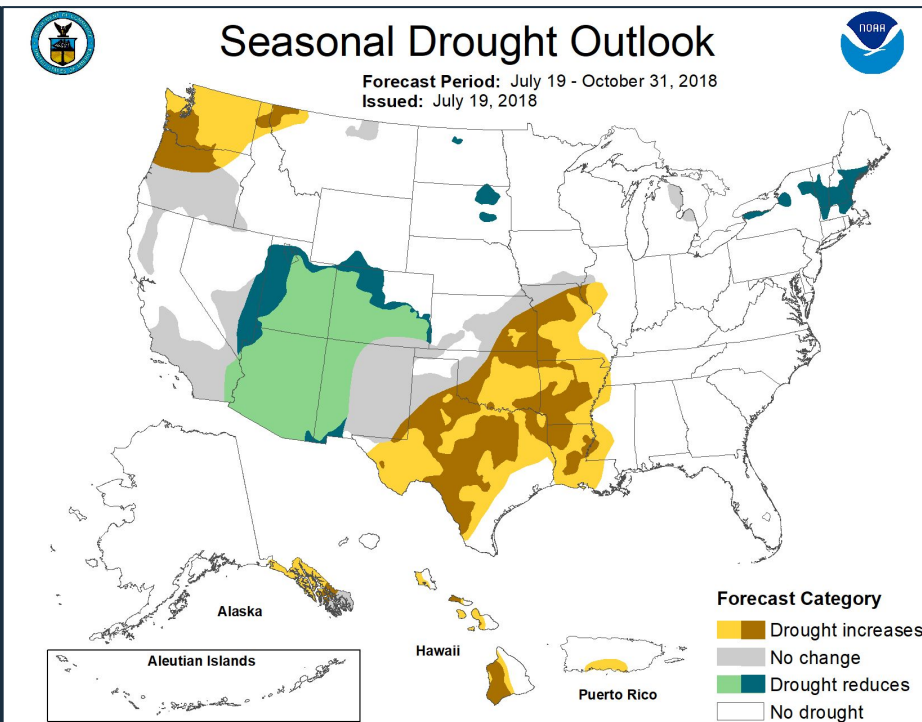 NOAA
Seasonal Drought Outlook
Forecast Period: July 19 - October 31, 2018
Issued: July 19, 2018
Alaska
Aleutian Islands
Hawaii
Puerto Rico
Forecast Category
Drought increases
No change
Drought reduces
No drought